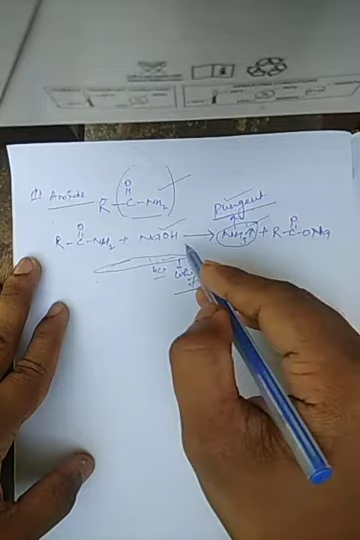 1) Amide R-C-NH2
O
||
Pungent
R-C-NH2 + NaOH → NH3↑ + R-C-ONa
O
||
O
||